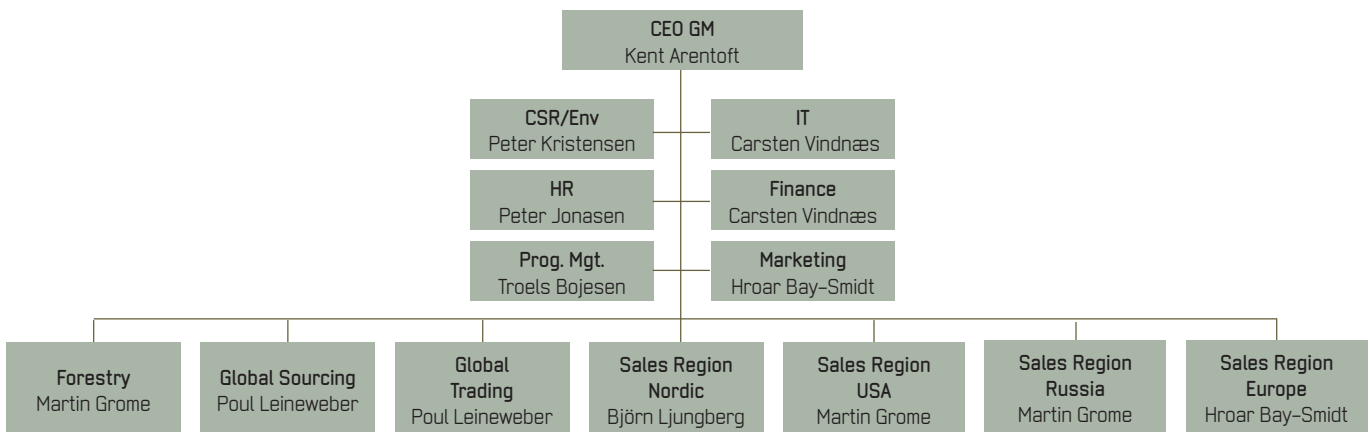 CEO GM
Kent Arentoft
CSR/Env
Peter Kristensen
IT
Carsten Vindnæs
HR
Peter Jonasen
Finance
Carsten Vindnæs
Prog. Mgt.
Troels Bojesen
Marketing
Hroar Bay-Smidt
Forestry
Martin Grome
Global Sourcing
Poul Leineweber
Global
Trading
Poul Leineweber
Sales Region
Nordic
Björn Ljungberg
Sales Region
USA
Martin Grome
Sales Region
Russia
Martin Grome
Sales Region
Europe
Hroar Bay-Smidt